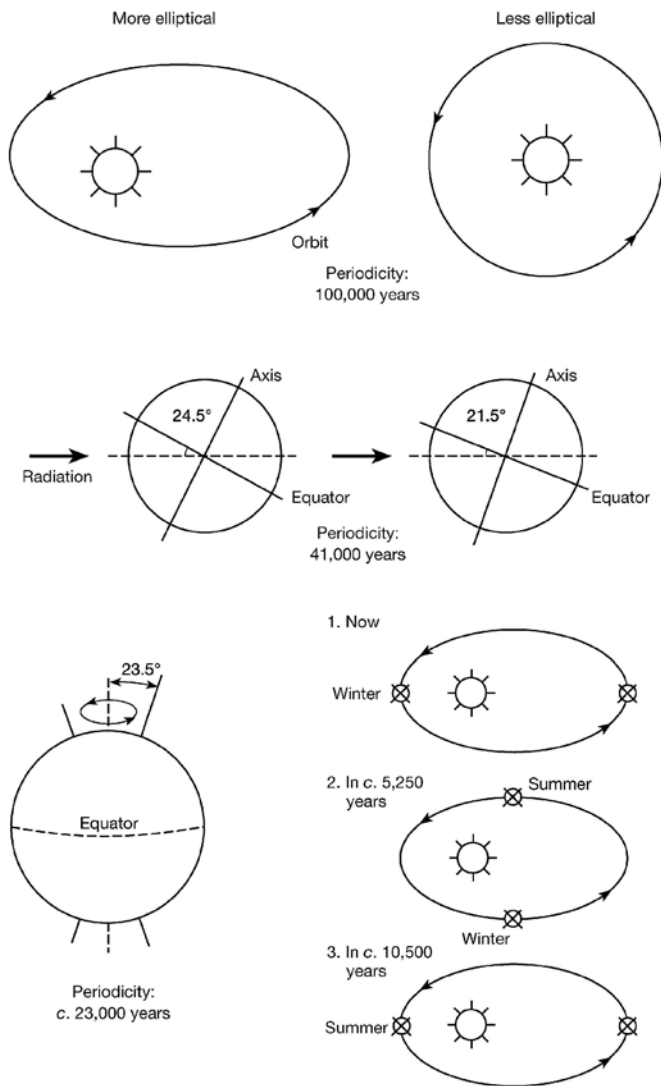 More elliptical
Less elliptical
Orbit
Periodicity:
100,000 years
Axis
24.5°
Radiation
Equator
Axis
21.5°
Equator
Periodicity:
41,000 years
23.5°
Equator
Periodicity:
c. 23,000 years
1. Now
Winter
2. In c. 5,250
years
Summer
Winter
3. In c. 10,500
years
Summer